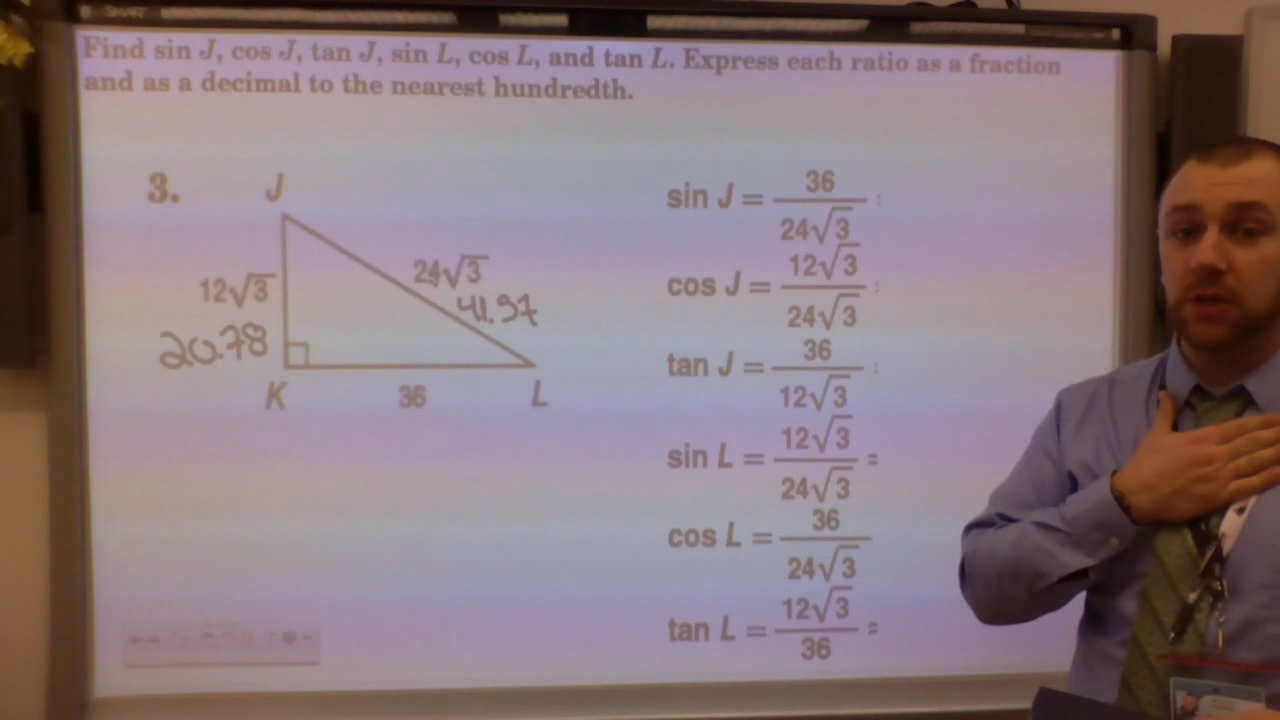 SMART
Find sin J, cos J, tan J, sin L, cos L, and tan L. Express each ratio as a fraction
and as a decimal to the nearest hundredth.
3.
J
12√3
24√3
41.57
20.78
K
36
L
sin J = 36/24√3
cos J = 12√3/24√3
tan J = 36/12√3
sin L = 12√3/24√3 =
cos L = 36/24√3
tan L = 12√3/36 =